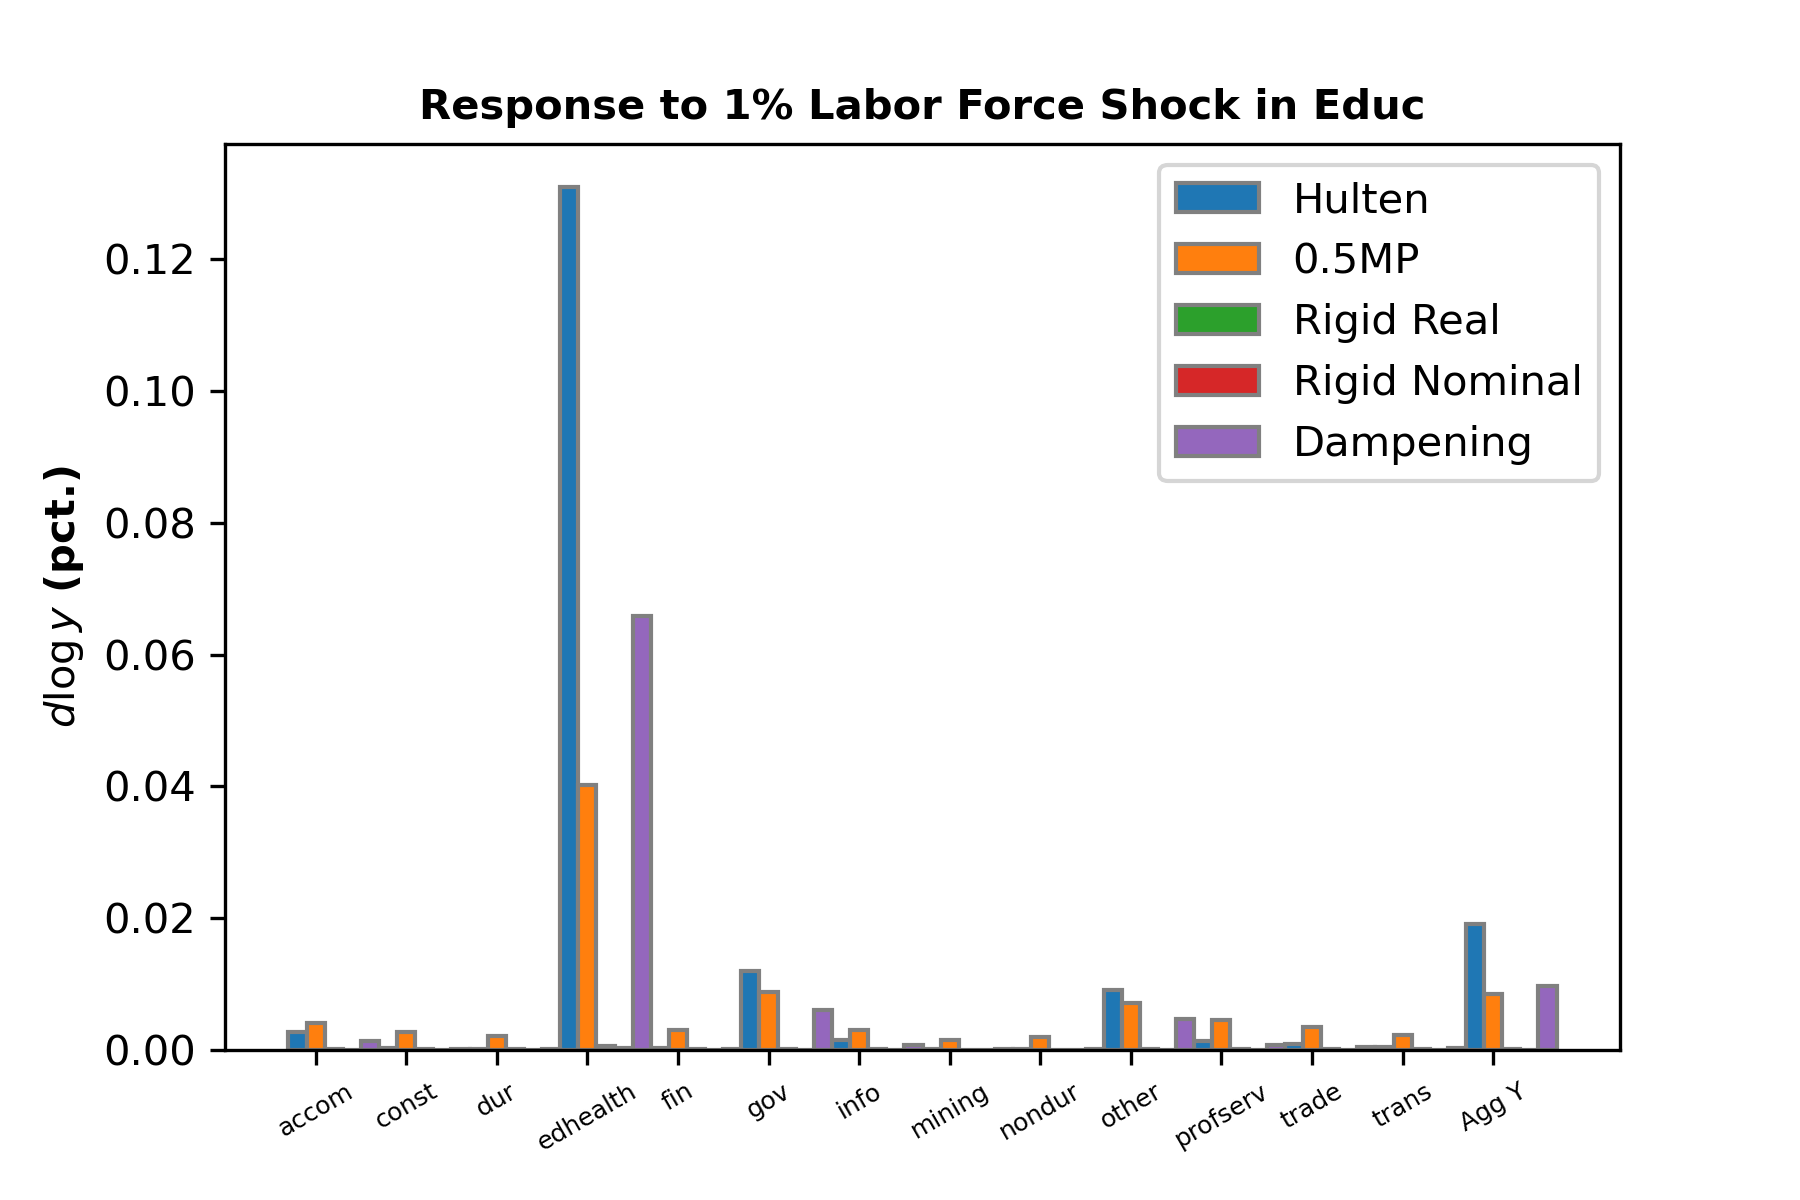 Response to 1% Labor Force Shock in Educ
Hulten
0.5MP
Rigid Real
Rigid Nominal
Dampening
dlog y (pct.)
0.12
0.10
0.08
0.06
0.04
0.02
0.00
accom const dur edhealth fin gov info mining nondur other profserv trade trans Agg Y